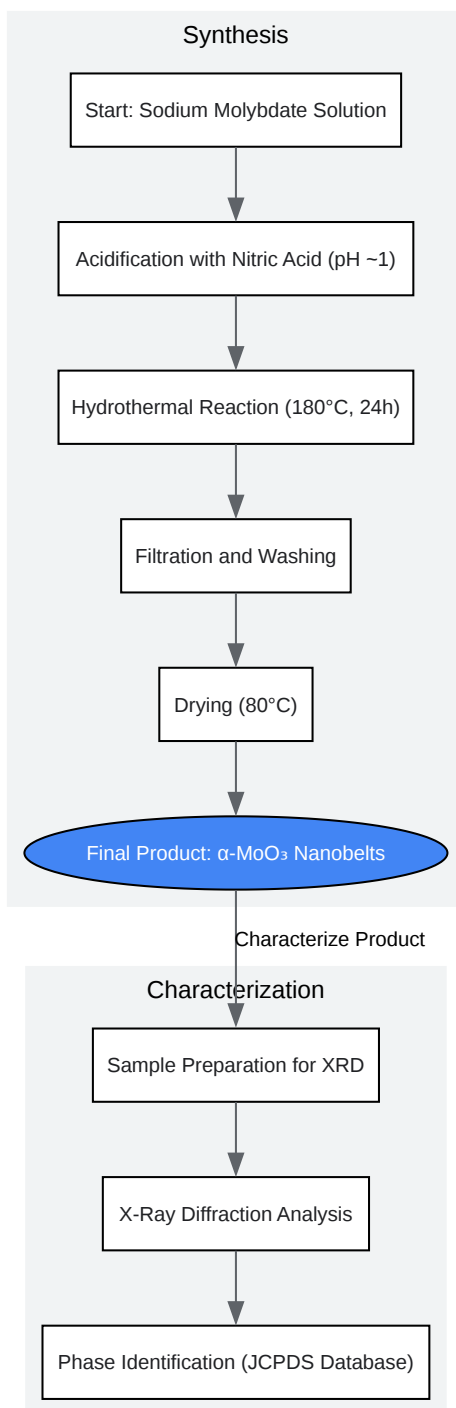 Synthesis
Start: Sodium Molybdate Solution
Acidification with Nitric Acid (pH ~1)
Hydrothermal Reaction (180°C, 24h)
Filtration and Washing
Drying (80°C)
Final Product: α-MoO₃ Nanobelts
Characterize Product
Characterization
Sample Preparation for XRD
X-Ray Diffraction Analysis
Phase Identification (JCPDS Database)